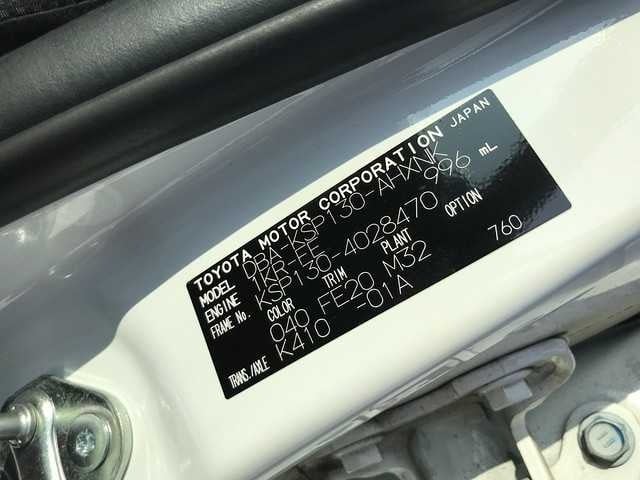 TOYOTA MOTOR CORPORATION JAPAN
MODEL DBA-KSP130-AHXNK
ENGINE 1KR-FE 996 mL
FRAME No. KSP130-4028470
COLOR TRIM PLANT OPTION
040 FE20 M32 760
TRANS./AXLE K410 -01A